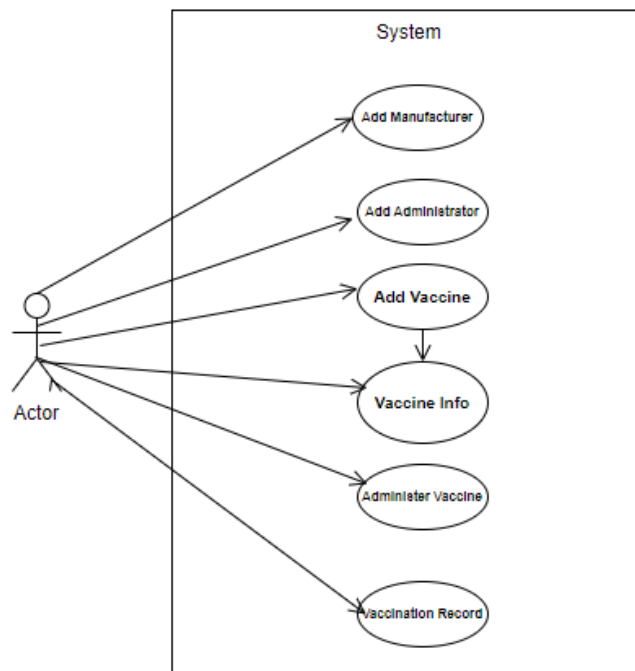 System
Add Manufacturer
Add Administrator
Add Vaccine
Vaccine Info
Actor
Administer Vaccine
Vaccination Record